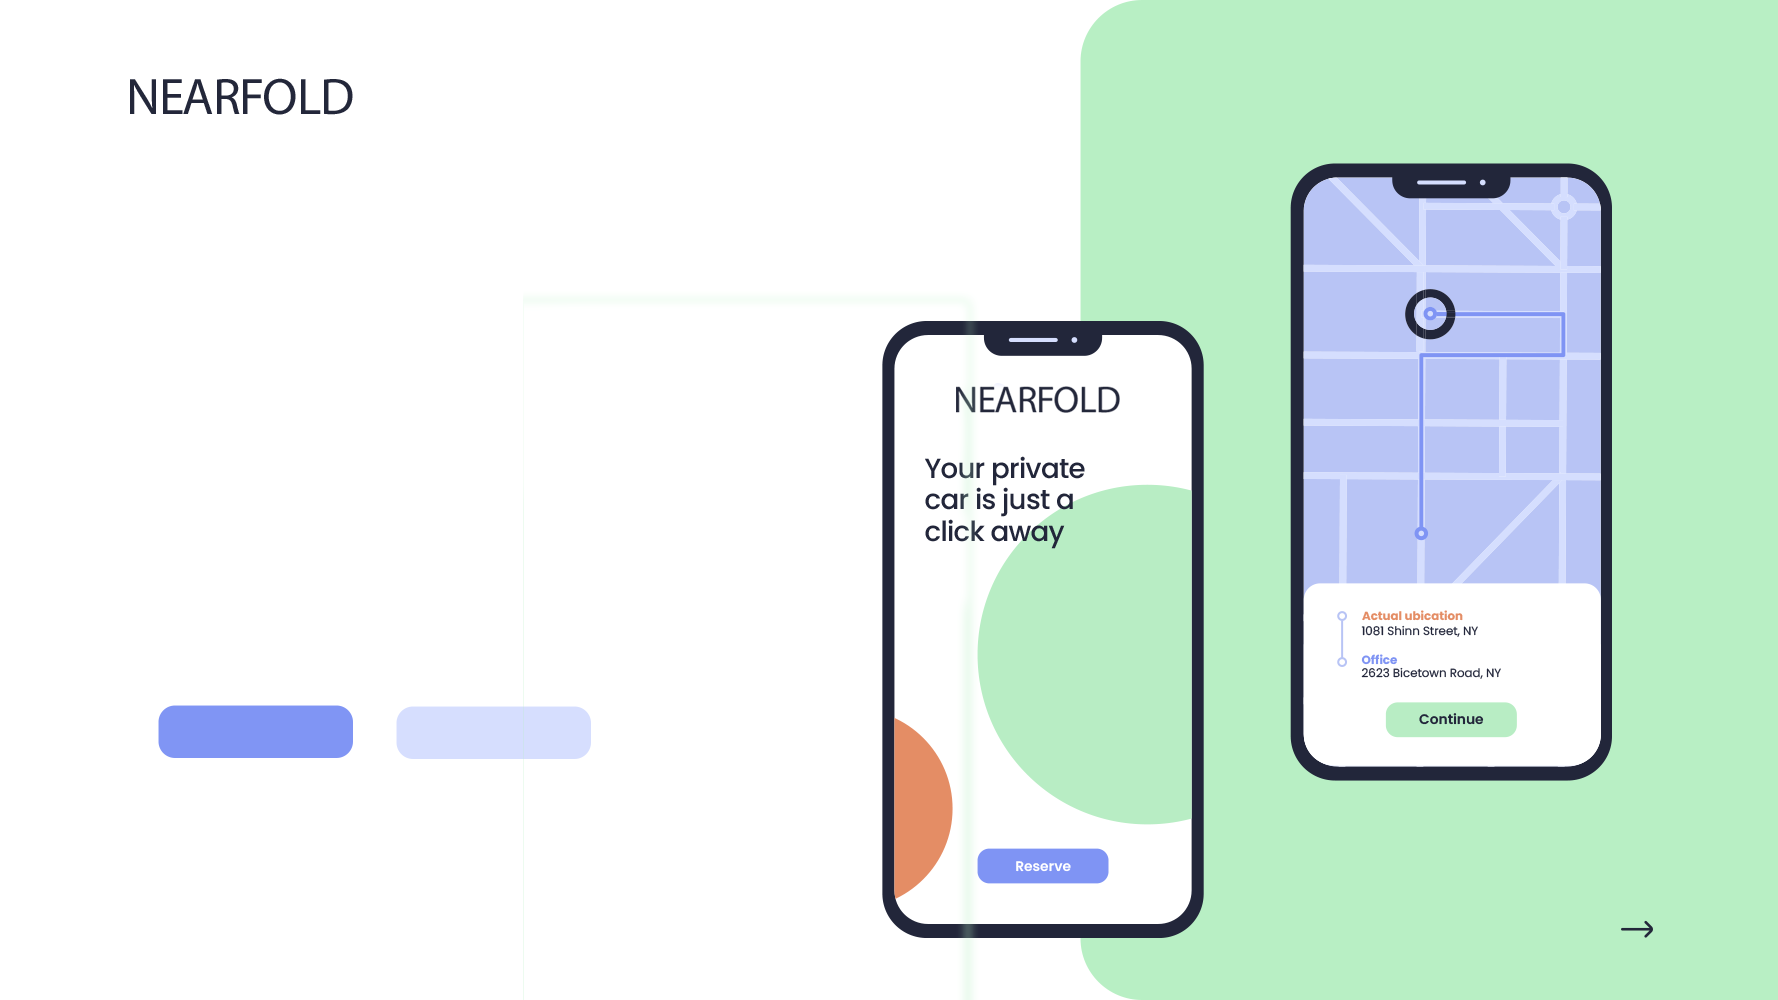 NEARFOLD
NEARFOLD
Your private
car is just a
click away
Reserve
Actual ubication
1081 Shinn Street, NY
Office
2623 Bicetown Road, NY
Continue